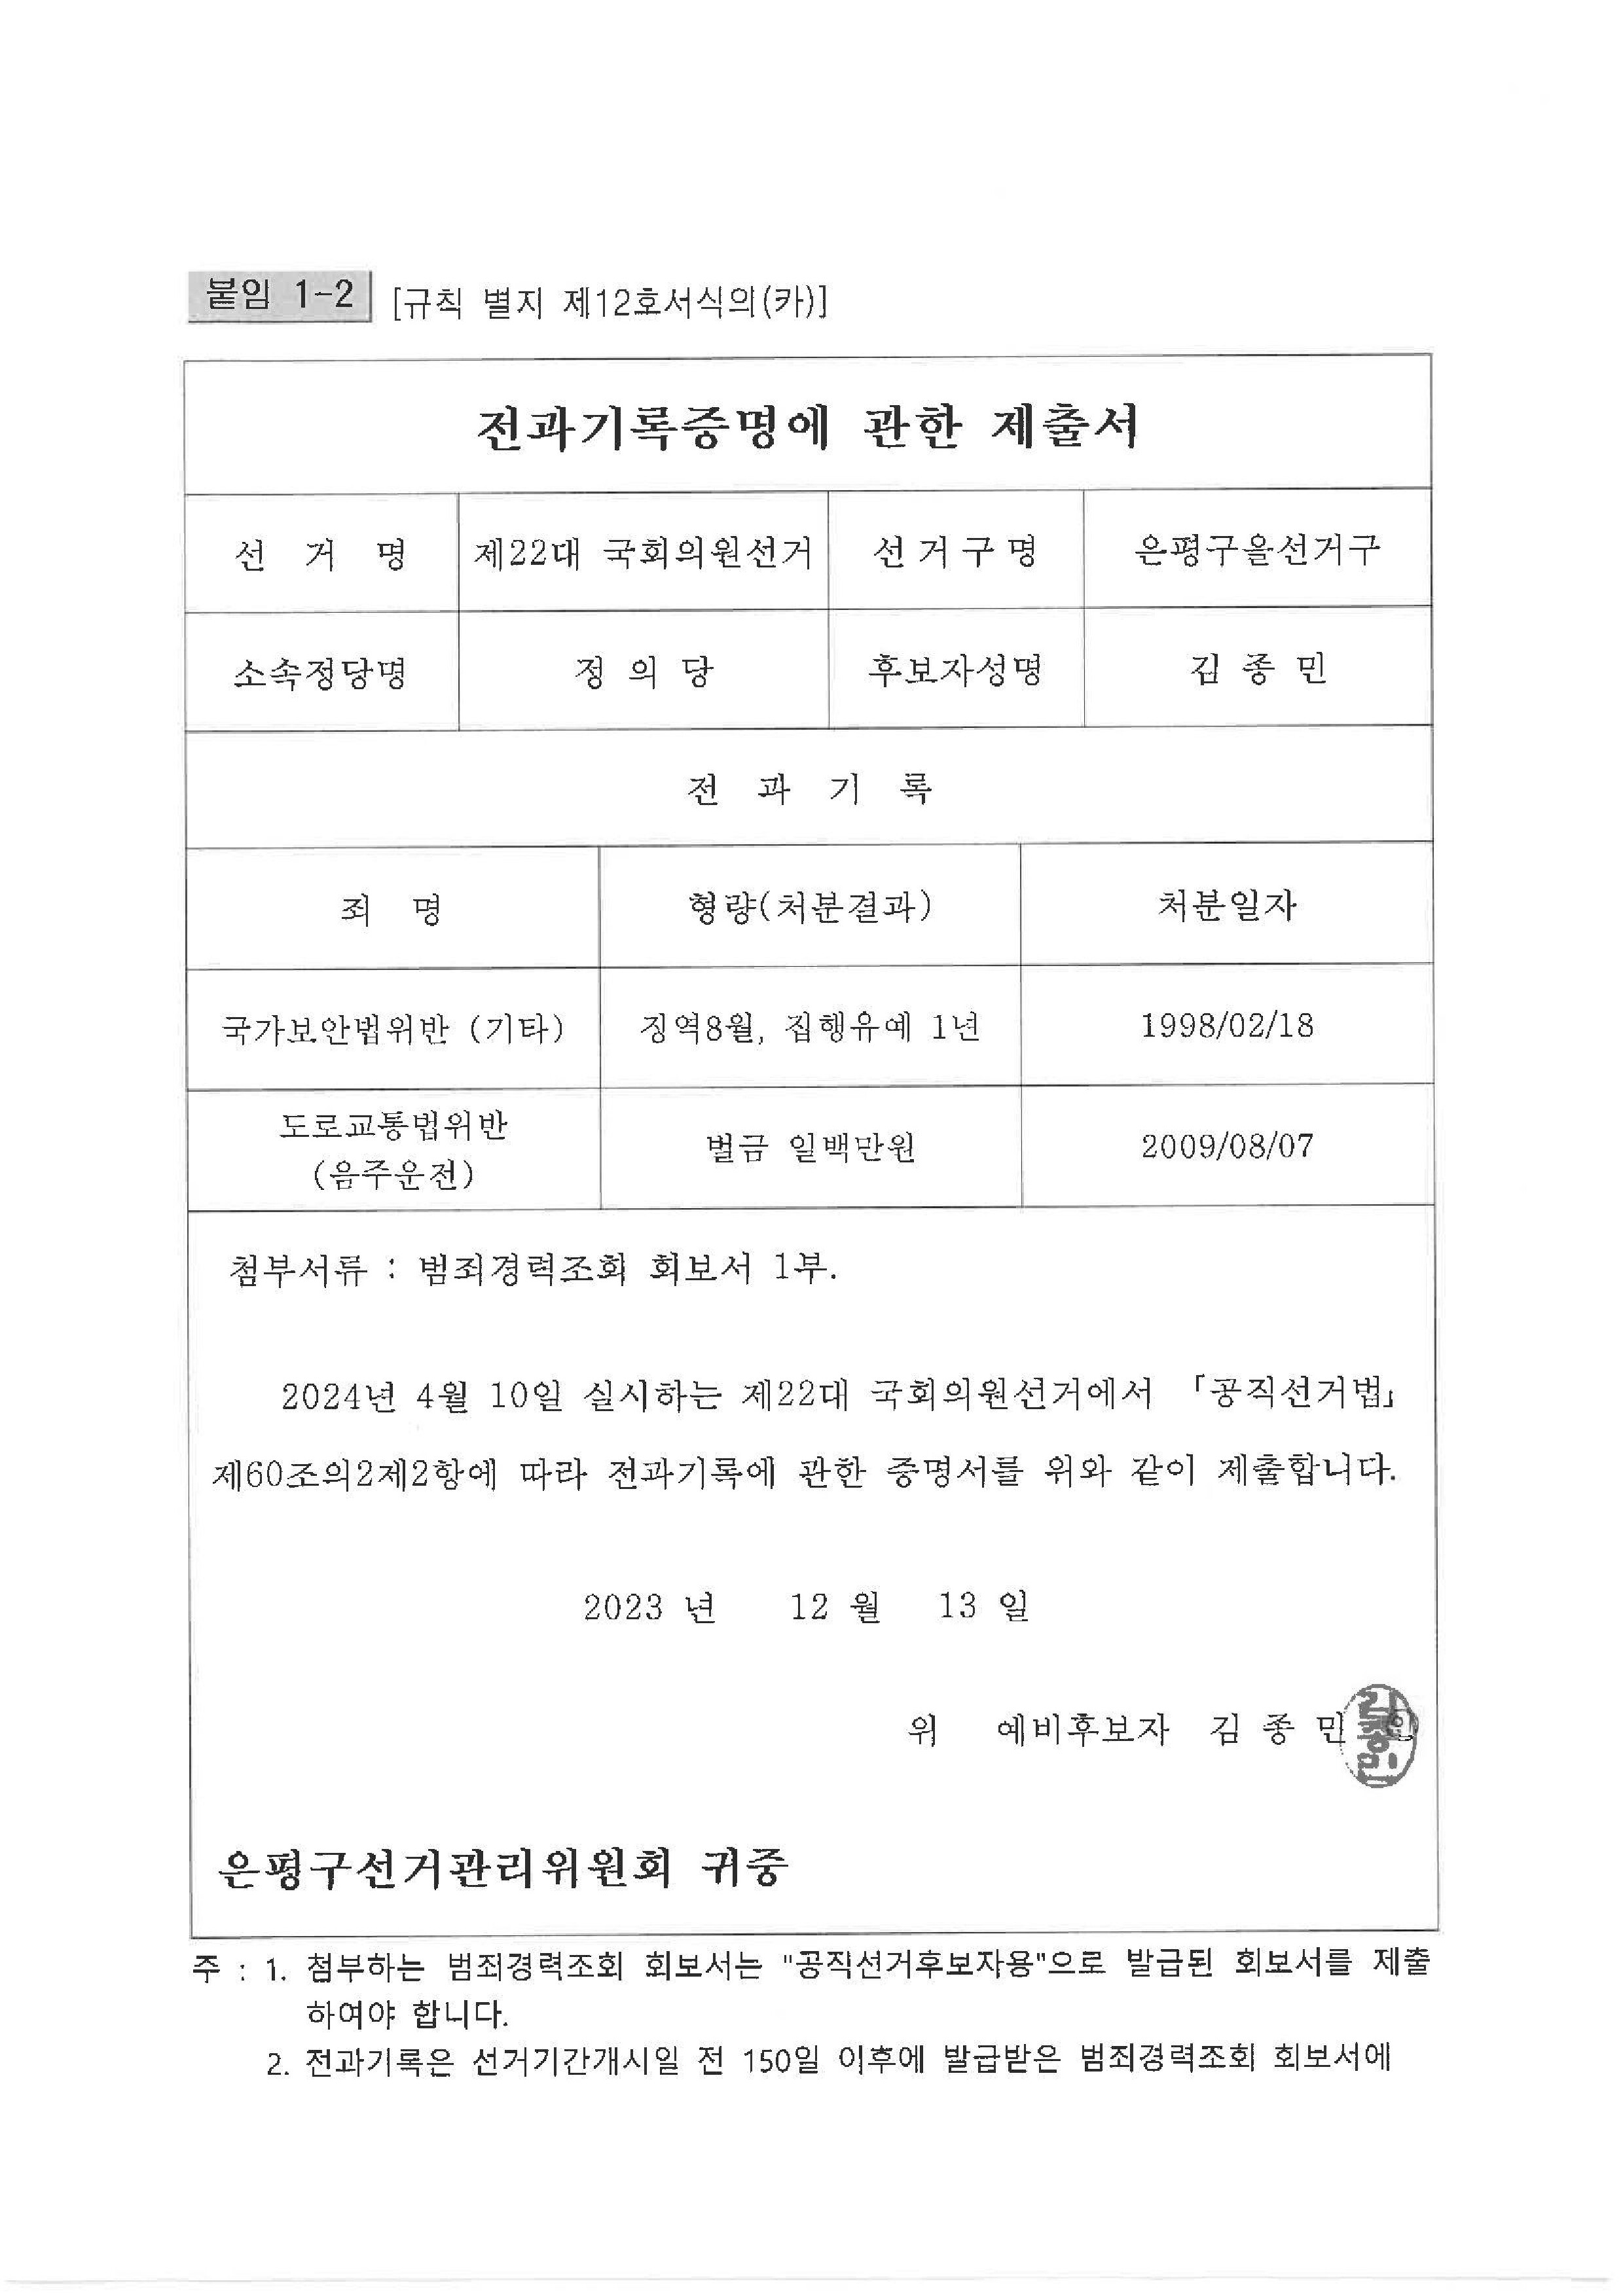 붙임 1-2 [규칙 별지 제12호서식의(카)]
전과기록증명에 관한 제출서
선 거 명 제22대 국회의원선거 선거구명 은평구을선거구
소속정당명 정 의 당 후보자성명 김 종 민
전 과 기 록
죄 명 형량(처분결과) 처분일자
국가보안법위반 (기타) 징역8월, 집행유예 1년 1998/02/18
도로교통법위반
(음주운전) 벌금 일백만원 2009/08/07
첨부서류 : 범죄경력조회 회보서 1부.
2024년 4월 10일 실시하는 제22대 국회의원선거에서 「공직선거법」
제60조의2제2항에 따라 전과기록에 관한 증명서를 위와 같이 제출합니다.
2023 년 12 월 13 일
위 예비후보자 김 종 민 ㊞
김종민
은평구선거관리위원회 귀중
주 : 1. 첨부하는 범죄경력조회 회보서는 "공직선거후보자용"으로 발급된 회보서를 제출
하여야 합니다.
2. 전과기록은 선거기간개시일 전 150일 이후에 발급받은 범죄경력조회 회보서에